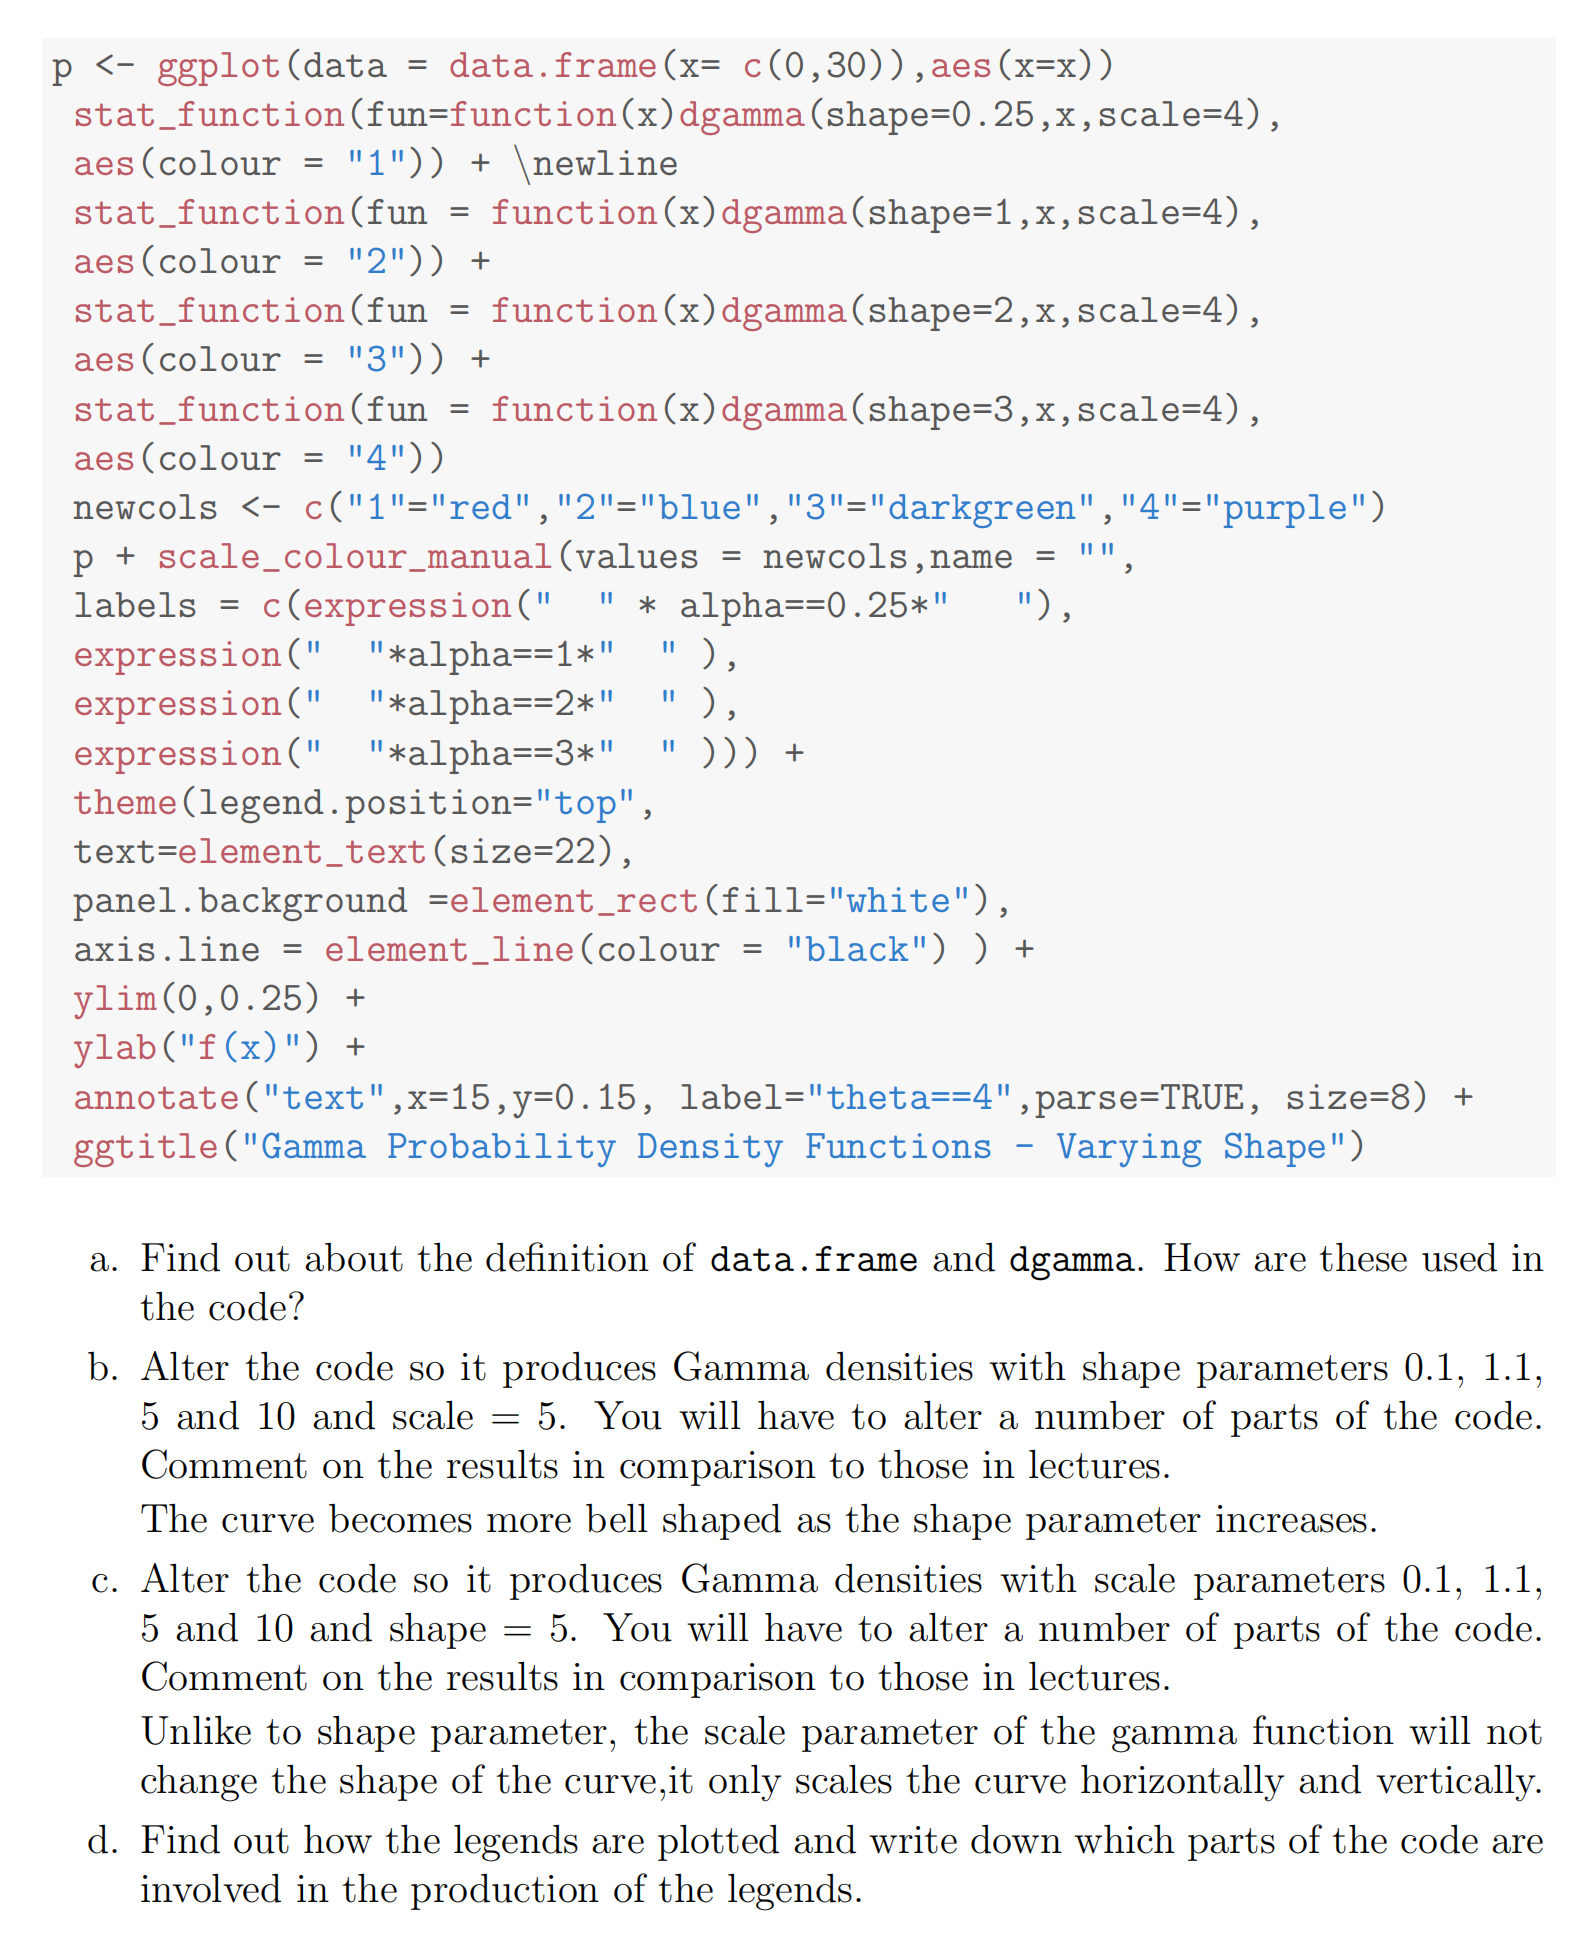 p <- ggplot(data = data.frame(x= c(0,30)),aes(x=x))
stat_function(fun=function(x)dgamma(shape=0.25,x,scale=4),
aes(colour = "1")) + \newline
stat_function(fun = function(x)dgamma(shape=1,x,scale=4),
aes(colour = "2")) +
stat_function(fun = function(x)dgamma(shape=2,x,scale=4),
aes(colour = "3")) +
stat_function(fun = function(x)dgamma(shape=3,x,scale=4),
aes(colour = "4"))
newcols <- c("1"="red","2"="blue","3"="darkgreen","4"="purple")
p + scale_colour_manual(values = newcols,name = "",
labels = c(expression("  " * alpha==0.25*"   "),
expression("  "*alpha==1*"  " ),
expression("  "*alpha==2*"  " ),
expression("  "*alpha==3*"  " ))) +
theme(legend.position="top",
text=element_text(size=22),
panel.background =element_rect(fill="white"),
axis.line = element_line(colour = "black") ) +
ylim(0,0.25) +
ylab("f(x)") +
annotate("text",x=15,y=0.15, label="theta==4",parse=TRUE, size=8) +
ggtitle("Gamma Probability Density Functions - Varying Shape")
a. Find out about the definition of data.frame and dgamma. How are these used in
the code?
b. Alter the code so it produces Gamma densities with shape parameters 0.1, 1.1,
5 and 10 and scale = 5. You will have to alter a number of parts of the code.
Comment on the results in comparison to those in lectures.
The curve becomes more bell shaped as the shape parameter increases.
c. Alter the code so it produces Gamma densities with scale parameters 0.1, 1.1,
5 and 10 and shape = 5. You will have to alter a number of parts of the code.
Comment on the results in comparison to those in lectures.
Unlike to shape parameter, the scale parameter of the gamma function will not
change the shape of the curve,it only scales the curve horizontally and vertically.
d. Find out how the legends are plotted and write down which parts of the code are
involved in the production of the legends.